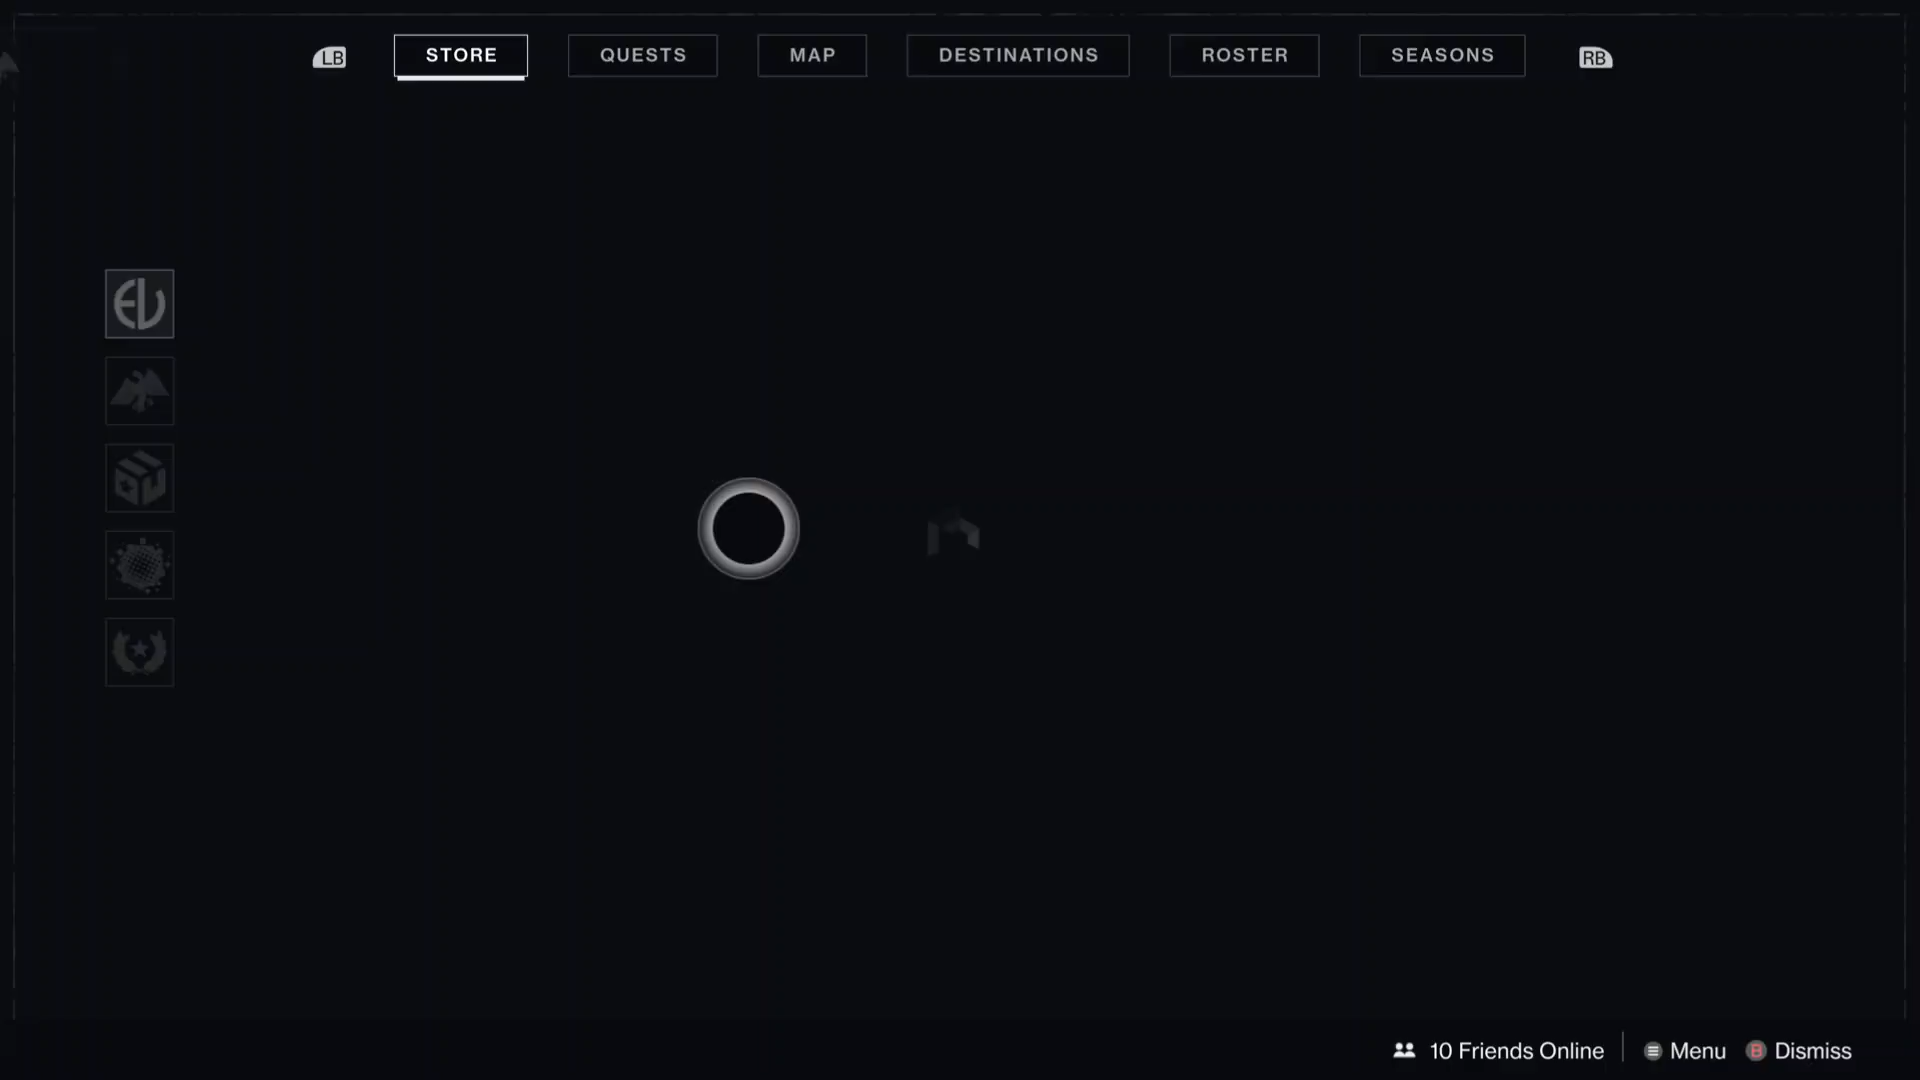 LB STORE QUESTS MAP DESTINATIONS ROSTER SEASONS RB
10 Friends Online Menu B Dismiss